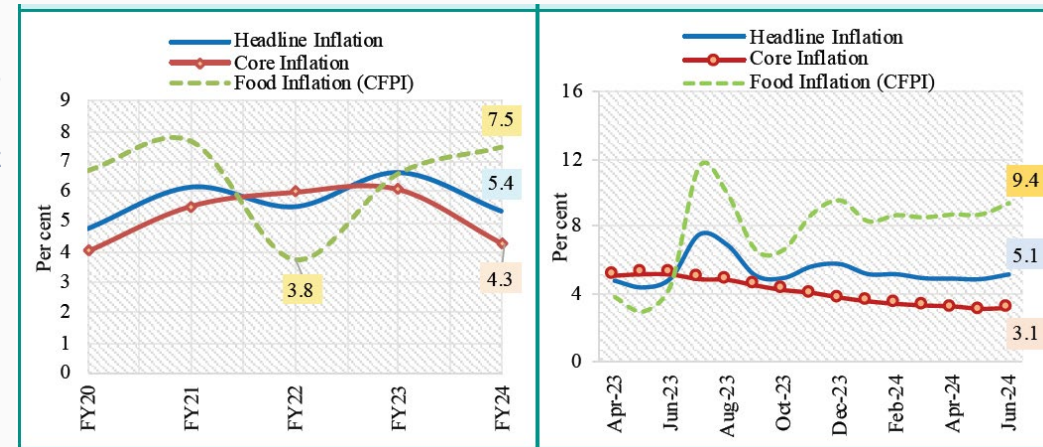 Headline Inflation
Core Inflation
Food Inflation (CFPI)
9
8
7
6
5
4
3
2
1
0
Per cent
7.5
5.4
4.3
3.8
FY20
FY21
FY22
FY23
FY24
Headline Inflation
Core Inflation
Food Inflation (CFPI)
16
12
8
4
0
Per cent
9.4
5.1
3.1
Apr-23
Jun-23
Aug-23
Oct-23
Dec-23
Feb-24
Apr-24
Jun-24